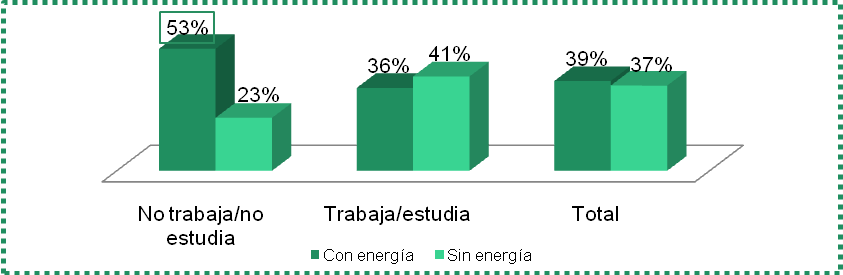 53%
23%
36%
41%
39%
37%
No trabaja/no
estudia
Trabaja/estudia
Total
Con energía
Sin energía